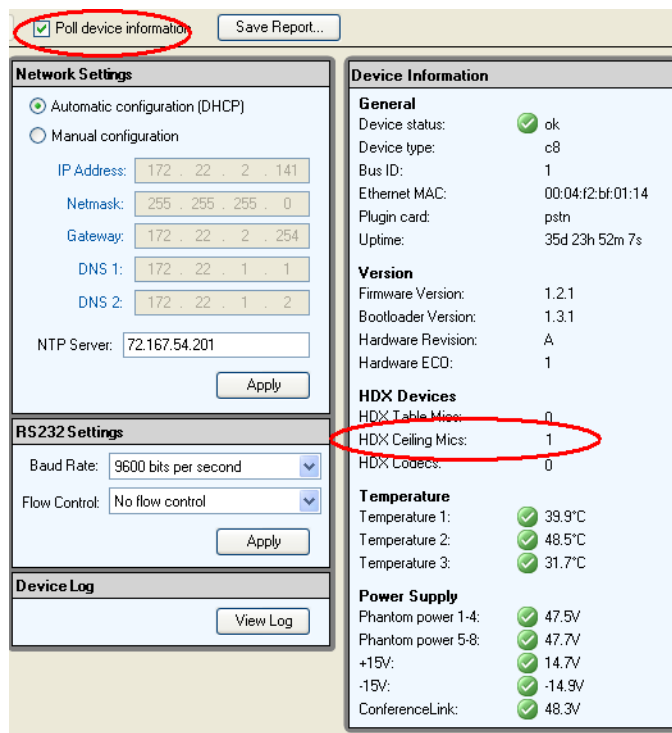 Poll device information
Save Report...
Network Settings
Automatic configuration (DHCP)
Manual configuration
IP Address: 172 . 22 . 2 . 141
Netmask: 255 . 255 . 255 . 0
Gateway: 172 . 22 . 2 . 254
DNS 1: 172 . 22 . 1 . 1
DNS 2: 172 . 22 . 1 . 2
NTP Server: 72.167.54.201
Apply
RS232 Settings
Baud Rate: 9600 bits per second
Flow Control: No flow control
Apply
Device Log
View Log
Device Information
General
Device status: ok
Device type: c8
Bus ID: 1
Ethernet MAC: 00:04:f2:bf:01:14
Plugin card: pstn
Uptime: 35d 23h 52m 7s
Version
Firmware Version: 1.2.1
Bootloader Version: 1.3.1
Hardware Revision: A
Hardware ECO: 1
HDX Devices
HDX Table Mics: 0
HDX Ceiling Mics: 1
HDX Codecs: 0
Temperature
Temperature 1: 39.9°C
Temperature 2: 48.5°C
Temperature 3: 31.7°C
Power Supply
Phantom power 1-4: 47.5V
Phantom power 5-8: 47.7V
+15V: 14.7V
-15V: -14.9V
ConferenceLink: 48.3V